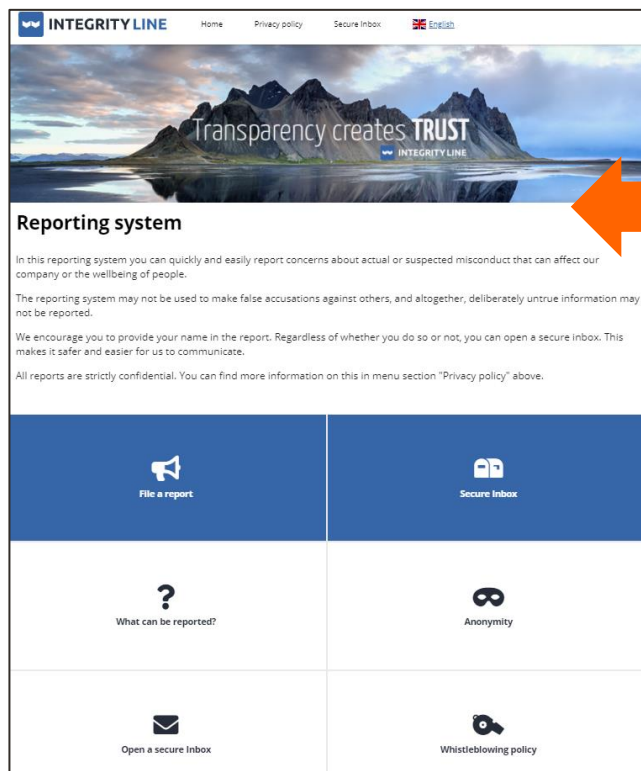 INTEGRITY LINE
Home Privacy policy Secure Inbox English
Transparency creates TRUST
INTEGRITY LINE
Reporting system
In this reporting system you can quickly and easily report concerns about actual or suspected misconduct that can affect our
company or the wellbeing of people.
The reporting system may not be used to make false accusations against others, and altogether, deliberately untrue information may
not be reported.
We encourage you to provide your name in the report. Regardless of whether you do so or not, you can open a secure inbox. This
makes it safer and easier for us to communicate.
All reports are strictly confidential. You can find more information on this in menu section "Privacy policy" above.
File a report
Secure Inbox
What can be reported?
Anonymity
Open a secure Inbox
Whistleblowing policy